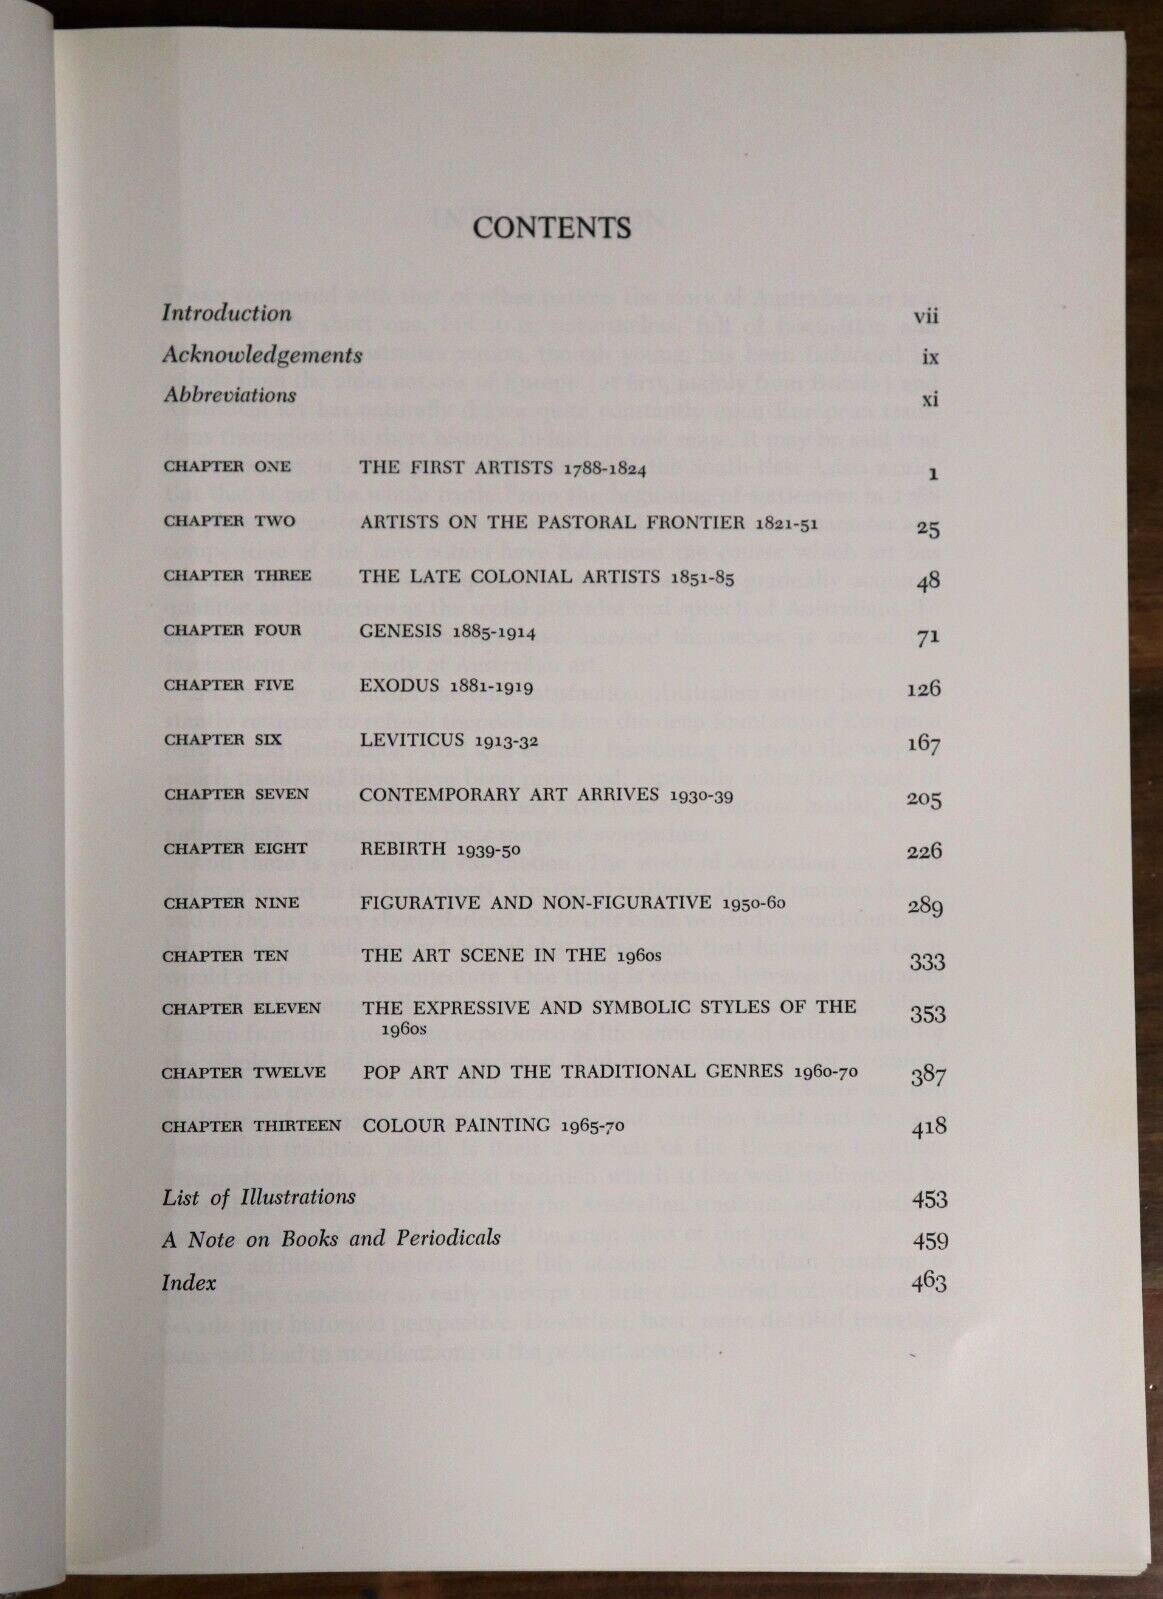 CONTENTS
Introduction vii
Acknowledgements ix
Abbreviations xi
CHAPTER ONE THE FIRST ARTISTS 1788-1824 1
CHAPTER TWO ARTISTS ON THE PASTORAL FRONTIER 1821-51 25
CHAPTER THREE THE LATE COLONIAL ARTISTS 1851-85 48
CHAPTER FOUR GENESIS 1885-1914 71
CHAPTER FIVE EXODUS 1881-1919 126
CHAPTER SIX LEVITICUS 1913-32 167
CHAPTER SEVEN CONTEMPORARY ART ARRIVES 1930-39 205
CHAPTER EIGHT REBIRTH 1939-50 226
CHAPTER NINE FIGURATIVE AND NON-FIGURATIVE 1950-60 289
CHAPTER TEN THE ART SCENE IN THE 1960s 333
CHAPTER ELEVEN THE EXPRESSIVE AND SYMBOLIC STYLES OF THE 353
1960s
CHAPTER TWELVE POP ART AND THE TRADITIONAL GENRES 1960-70 387
CHAPTER THIRTEEN COLOUR PAINTING 1965-70 418
List of Illustrations 453
A Note on Books and Periodicals 459
Index 463